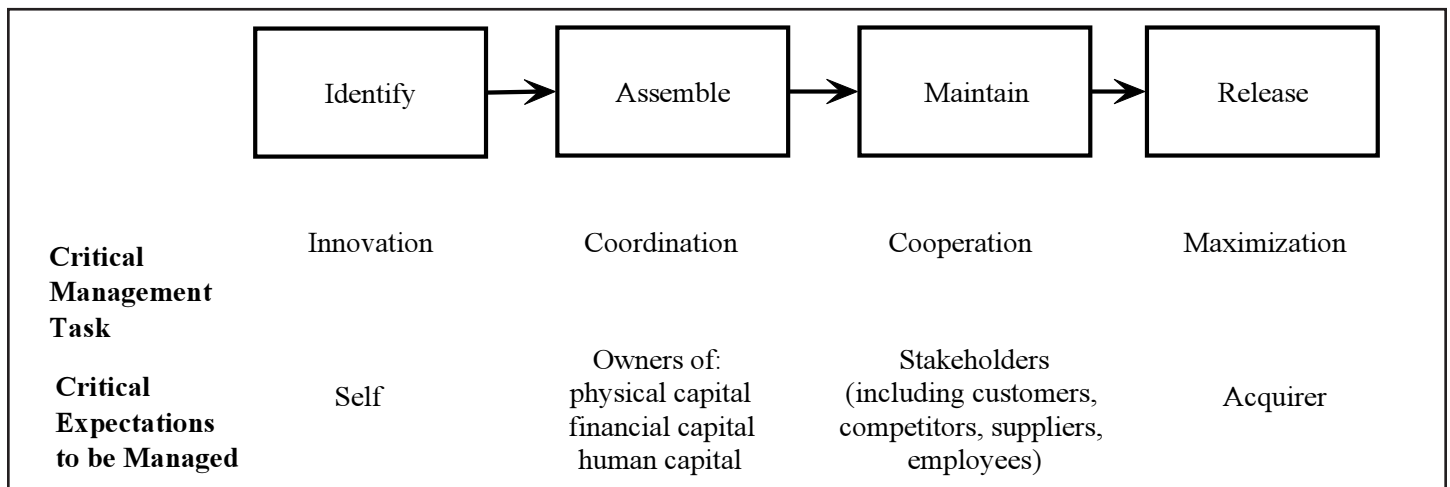 Identify
Assemble
Maintain
Release
Critical
Management
Task
Innovation
Coordination
Cooperation
Maximization
Critical
Expectations
to be Managed
Self
Owners of:
physical capital
financial capital
human capital
Stakeholders
(including customers,
competitors, suppliers,
employees)
Acquirer